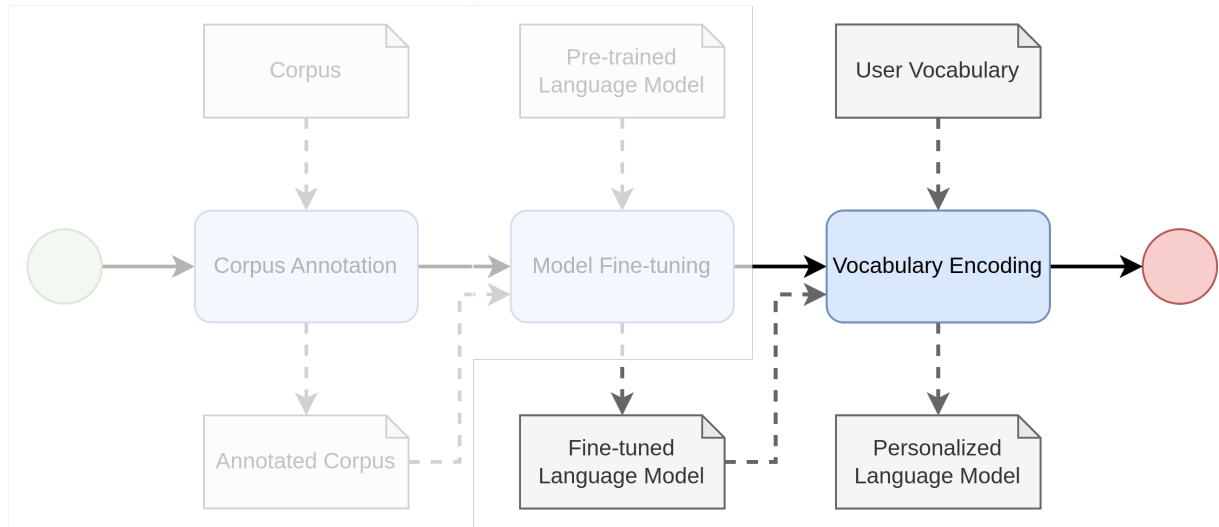 Corpus
Pre-trained
Language Model
User Vocabulary
Corpus Annotation
Model Fine-tuning
Vocabulary Encoding
Annotated Corpus
Fine-tuned
Language Model
Personalized
Language Model